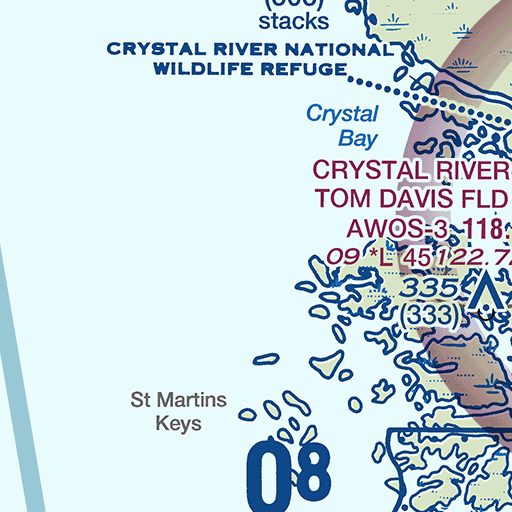 stacks
CRYSTAL RIVER NATIONAL
WILDLIFE REFUGE
Crystal
Bay
CRYSTAL RIVER
TOM DAVIS FLD
AWOS-3 118.
09 *L 45 122.7
335
(333)
St Martins
Keys
08